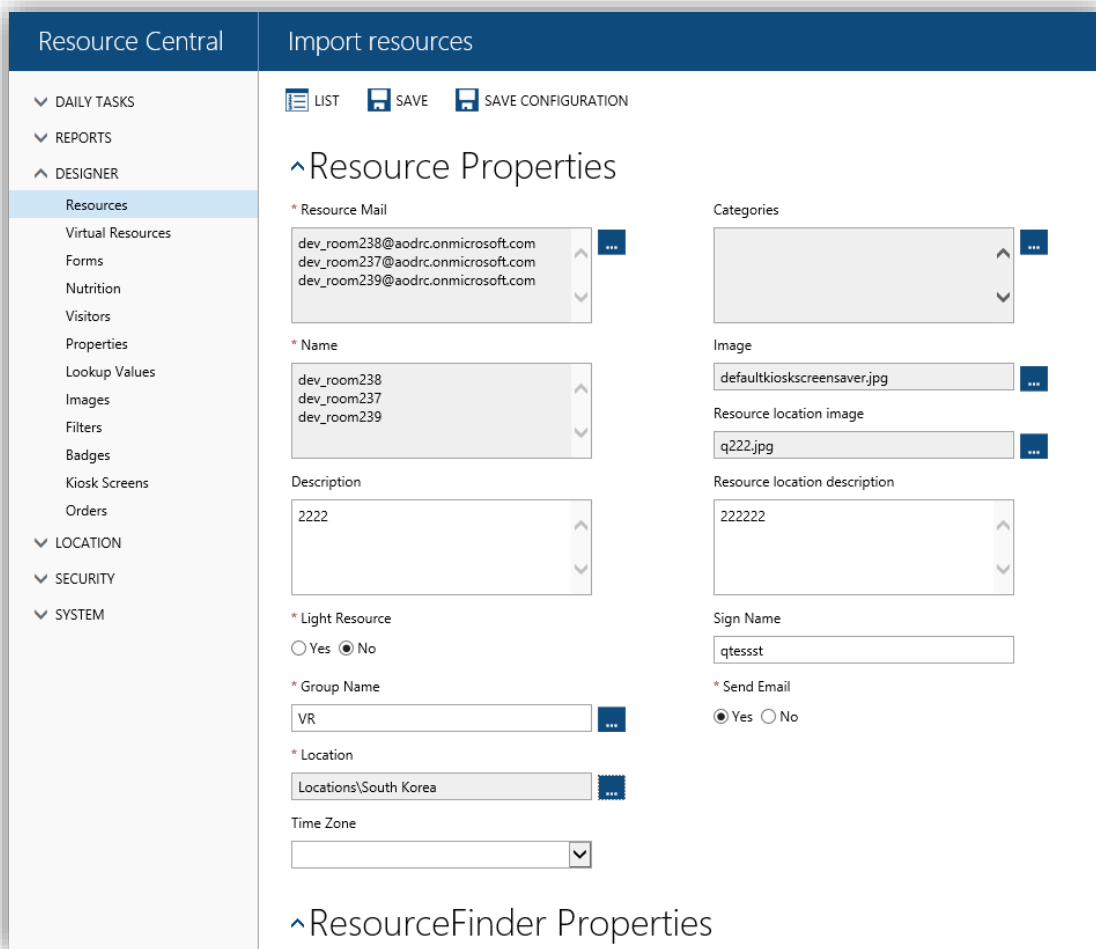 Resource Central
Import resources
DAILY TASKS
REPORTS
DESIGNER
Resources
Virtual Resources
Forms
Nutrition
Visitors
Properties
Lookup Values
Images
Filters
Badges
Kiosk Screens
Orders
LOCATION
SECURITY
SYSTEM
LIST SAVE SAVE CONFIGURATION
Resource Properties
* Resource Mail
dev_room238@aodrc.onmicrosoft.com
dev_room237@aodrc.onmicrosoft.com
dev_room239@aodrc.onmicrosoft.com
...
Categories
...
* Name
dev_room238
dev_room237
dev_room239
Image
defaultkioskscreensaver.jpg
...
Resource location image
q222.jpg
...
Description
2222
Resource location description
222222
* Light Resource
Yes No
Sign Name
qtessst
* Group Name
VR
...
* Send Email
Yes No
* Location
Locations\South Korea
...
Time Zone
ResourceFinder Properties